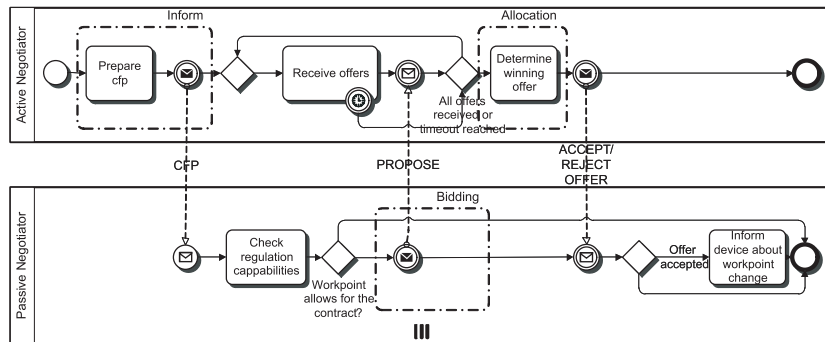 Inform
Allocation
Active Negotiator
Prepare
cfp
Receive offers
Determine
winning
offer
All offers
received or
timeout reached
CFP
PROPOSE
ACCEPT/
REJECT
OFFER
Bidding
Passive Negotiator
Check
regulation
cappabilities
Workpoint
allows for the
contract?
Offer
accepted
Inform
device about
workpoint
change